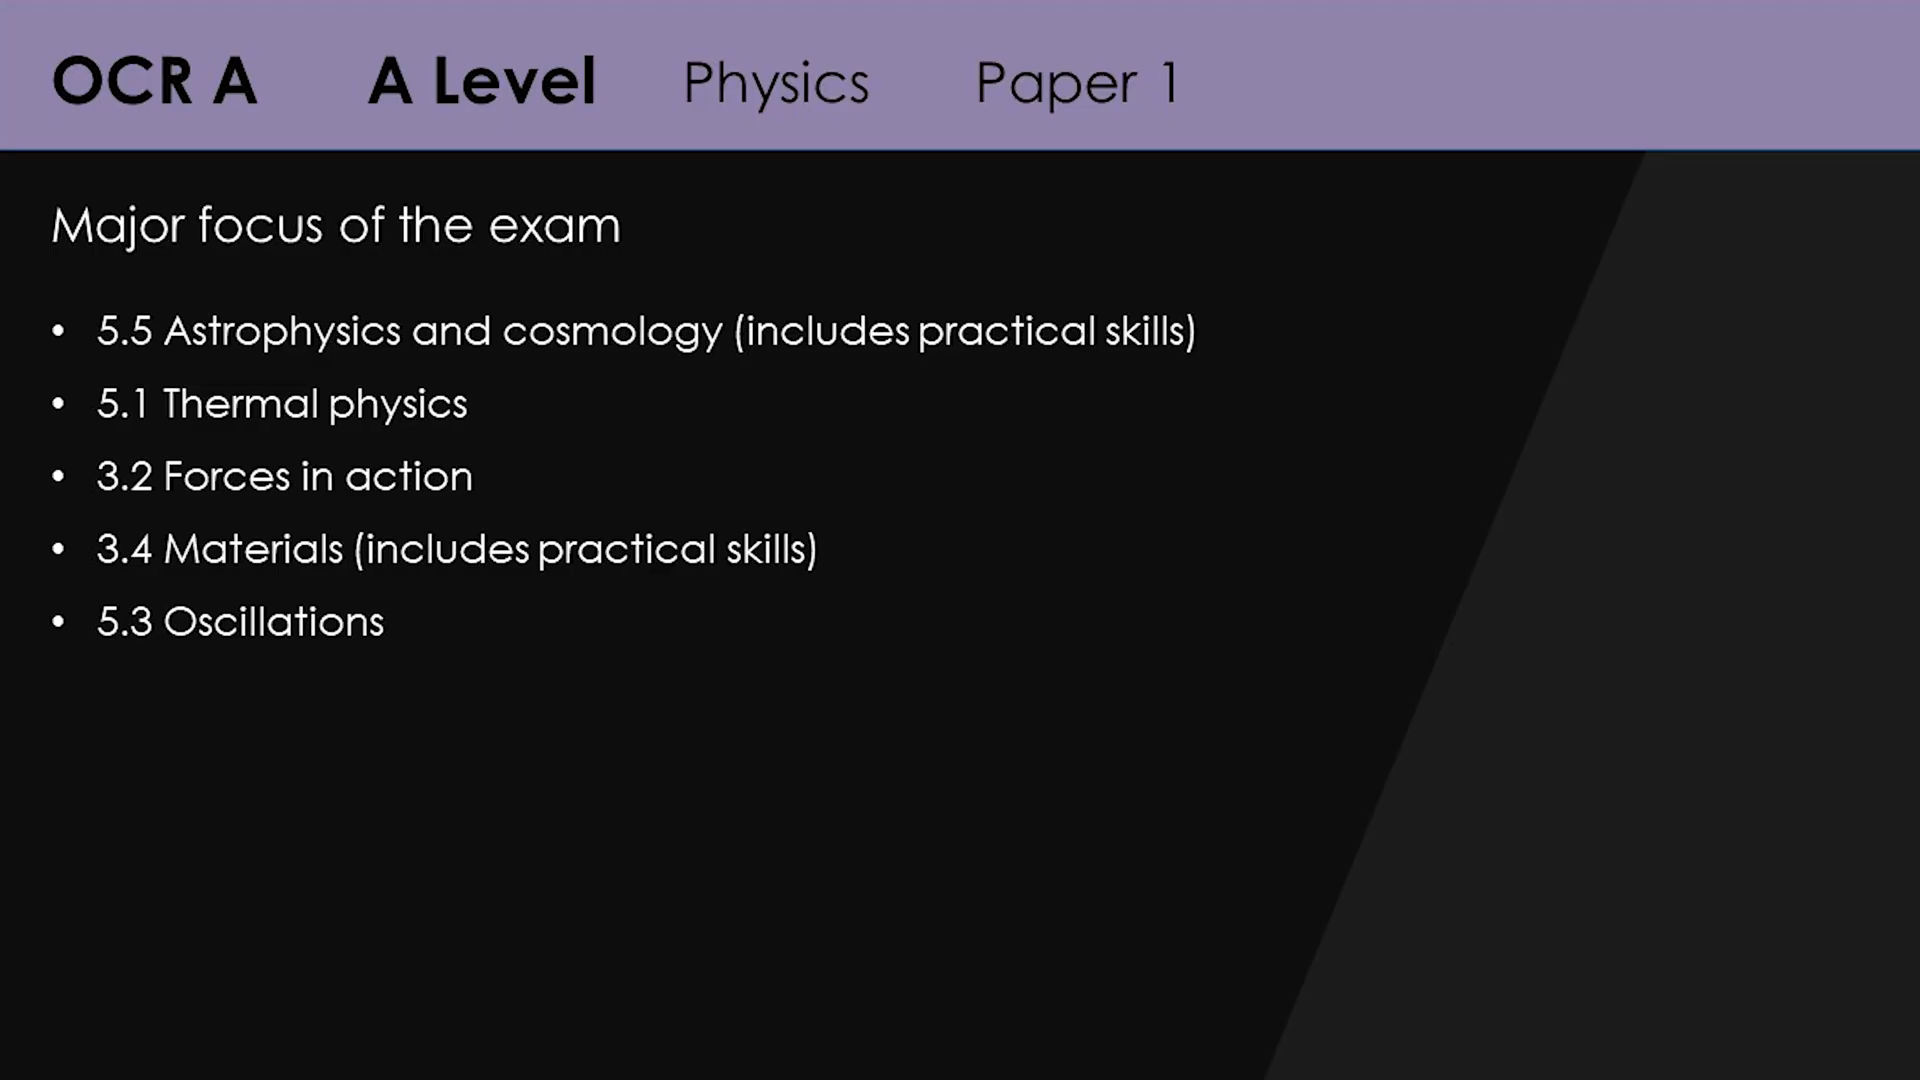 OCR A A Level Physics Paper 1
Major focus of the exam
• 5.5 Astrophysics and cosmology (includes practical skills)
• 5.1 Thermal physics
• 3.2 Forces in action
• 3.4 Materials (includes practical skills)
• 5.3 Oscillations